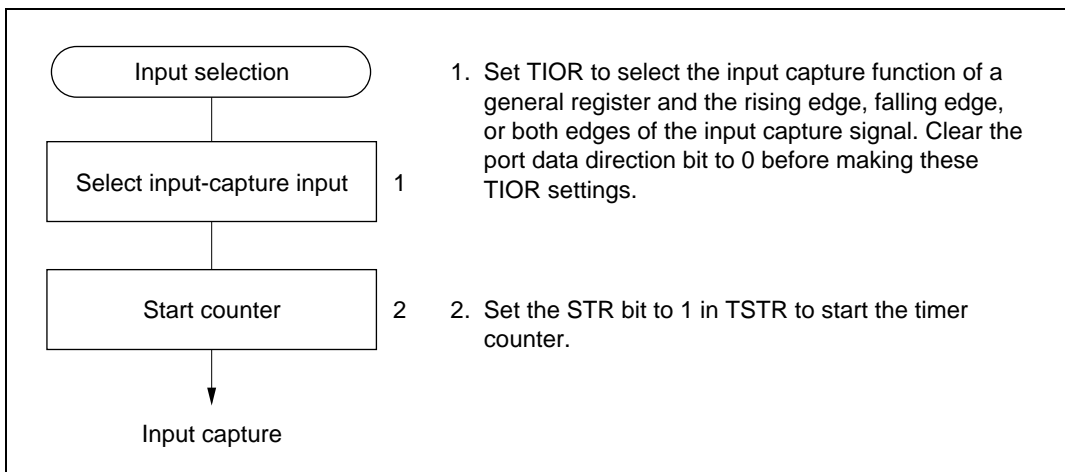 Input selection
Select input-capture input
1
Start counter
2
Input capture
1. Set TIOR to select the input capture function of a
general register and the rising edge, falling edge,
or both edges of the input capture signal. Clear the
port data direction bit to 0 before making these
TIOR settings.
2. Set the STR bit to 1 in TSTR to start the timer
counter.